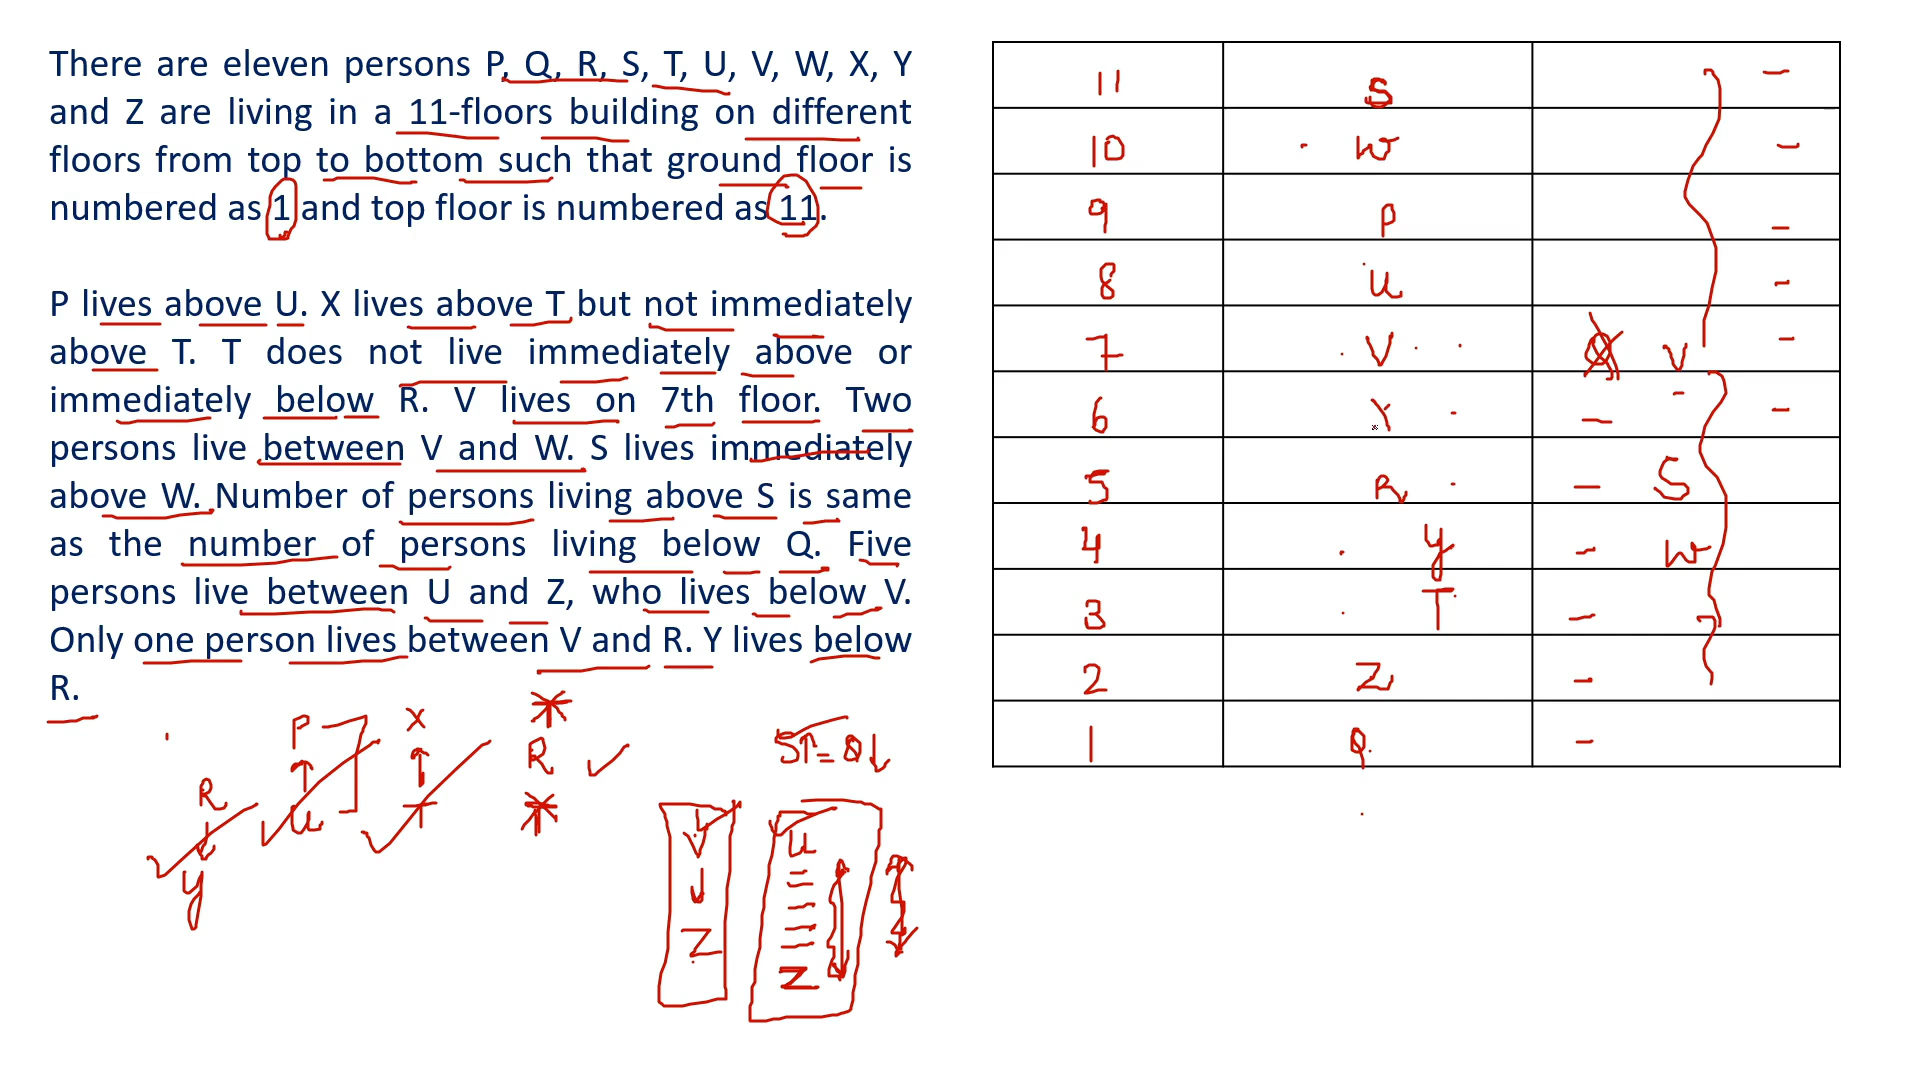 There are eleven persons P, Q, R, S, T, U, V, W, X, Y
and Z are living in a 11-floors building on different
floors from top to bottom such that ground floor is
numbered as 1 and top floor is numbered as 11.
P lives above U. X lives above T but not immediately
above T. T does not live immediately above or
immediately below R. V lives on 7th floor. Two
persons live between V and W. S lives immediately
above W. Number of persons living above S is same
as the number of persons living below Q. Five
persons live between U and Z, who lives below V.
Only one person lives between V and R. Y lives below
R.
P X
R U T R
y
S↑=Q↓
V U
↓
Z Z
11 S
10 W
9 P
8 U
7 V V
6 X
5 R S
4 y W
3 T
2 Z
1 Q